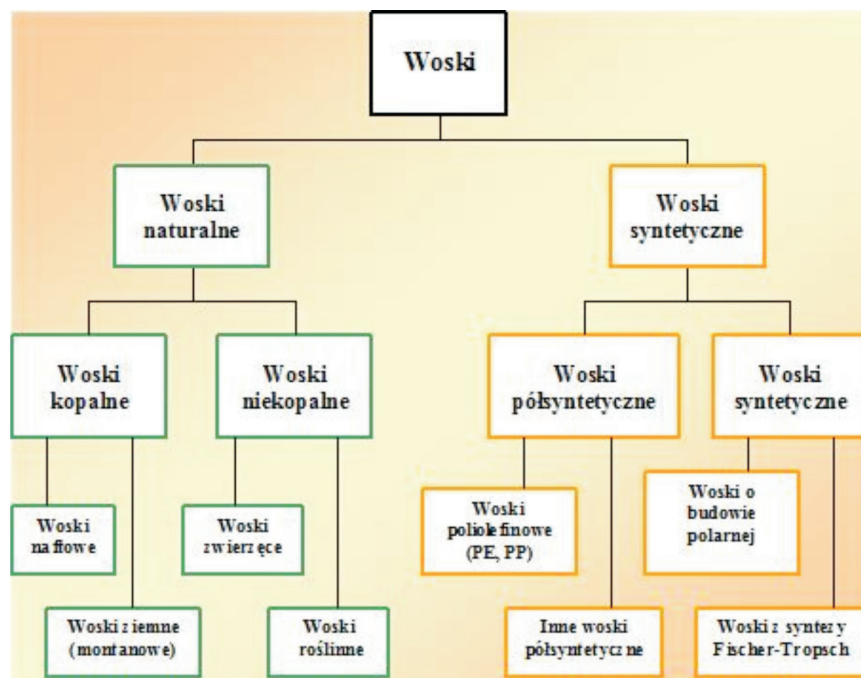 Woski
Woski
naturalne
Woski
syntetyczne
Woski
kopalne
Woski
niekopalne
Woski
półsyntetyczne
Woski
syntetyczne
Woski
naftowe
Woski
zwierzęce
Woski
poliolefinowe
(PE, PP)
Woski o
budowie
polarnej
Woski ziemne
(montanowe)
Woski
roślinne
Inne woski
półsyntetyczne
Woski z syntezy
Fischer-Tropsch